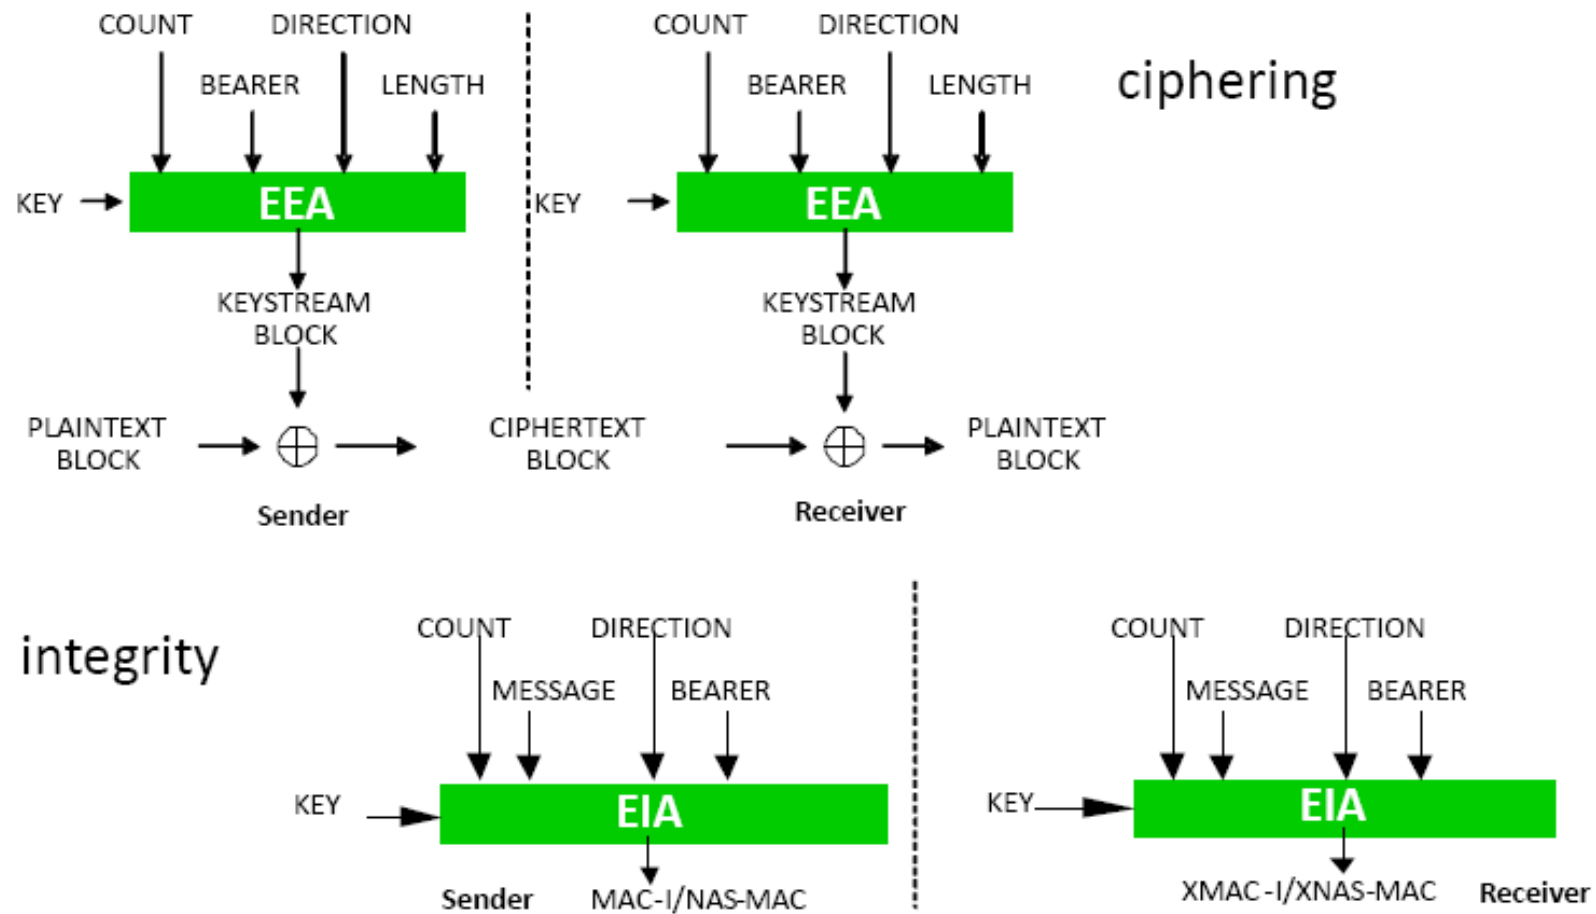 COUNT DIRECTION COUNT DIRECTION
BEARER LENGTH BEARER LENGTH
ciphering
KEY EEA KEY EEA
KEYSTREAM KEYSTREAM
BLOCK BLOCK
PLAINTEXT CIPHERTEXT PLAINTEXT
BLOCK BLOCK BLOCK
Sender Receiver
integrity
COUNT DIRECTION COUNT DIRECTION
MESSAGE BEARER MESSAGE BEARER
KEY EIA KEY EIA
Sender MAC-I/NAS-MAC XMAC-I/XNAS-MAC Receiver